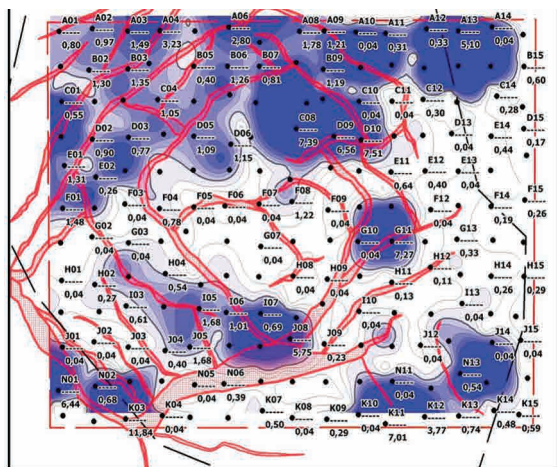 A01 A02 A03 A04 A06 A08 A09 A10 A11 A12 A13 A14
0,80 0,97 1,49 3,23 2,80 1,78 1,21 0,04 0,31 0,33 5,10 0,04
B02 B03 B05 B06 B07 B09 B15
1,30 1,35 0,40 1,26 0,81 1,19 0,60
C01 C04 C08 C10 C11 C12 C14
0,55 1,05 7,39 0,04 0,04 0,30 0,28
D02 D03 D05 D06 D09 D10 D13 D15
0,90 0,77 1,09 1,15 6,56 7,51 0,04 0,17
E01 E02 E11 E12 E13 E14
1,31 0,26 0,64 0,40 0,04 0,44
F01 F03 F04 F05 F06 F07 F08 F09 F12 F14 F15
1,48 0,04 0,78 0,04 0,04 0,04 1,22 0,04 0,04 0,19 0,26
G02 G03 G07 G10 G11 G13
0,04 0,04 0,04 0,04 7,27 0,33
H01 H02 H04 H08 H09 H11 H12 H14 H15
0,04 0,27 0,54 0,04 0,04 0,13 0,11 0,26 0,29
I03 I05 I06 I07 I10 I13
0,61 1,68 1,01 0,69 0,04 0,04
J01 J02 J03 J04 J05 J08 J09 J12 J14
0,04 0,04 0,04 0,40 1,68 5,75 0,23 0,04 0,04
N01 N02 N05 N06 N11 N13
6,44 0,68 0,04 0,39 0,04 0,54
K03 K04 K07 K08 K09 K10 K11 K12 K13 K14 K15
11,84 0,04 0,50 0,04 0,29 0,04 7,01 3,77 0,74 0,48 0,59